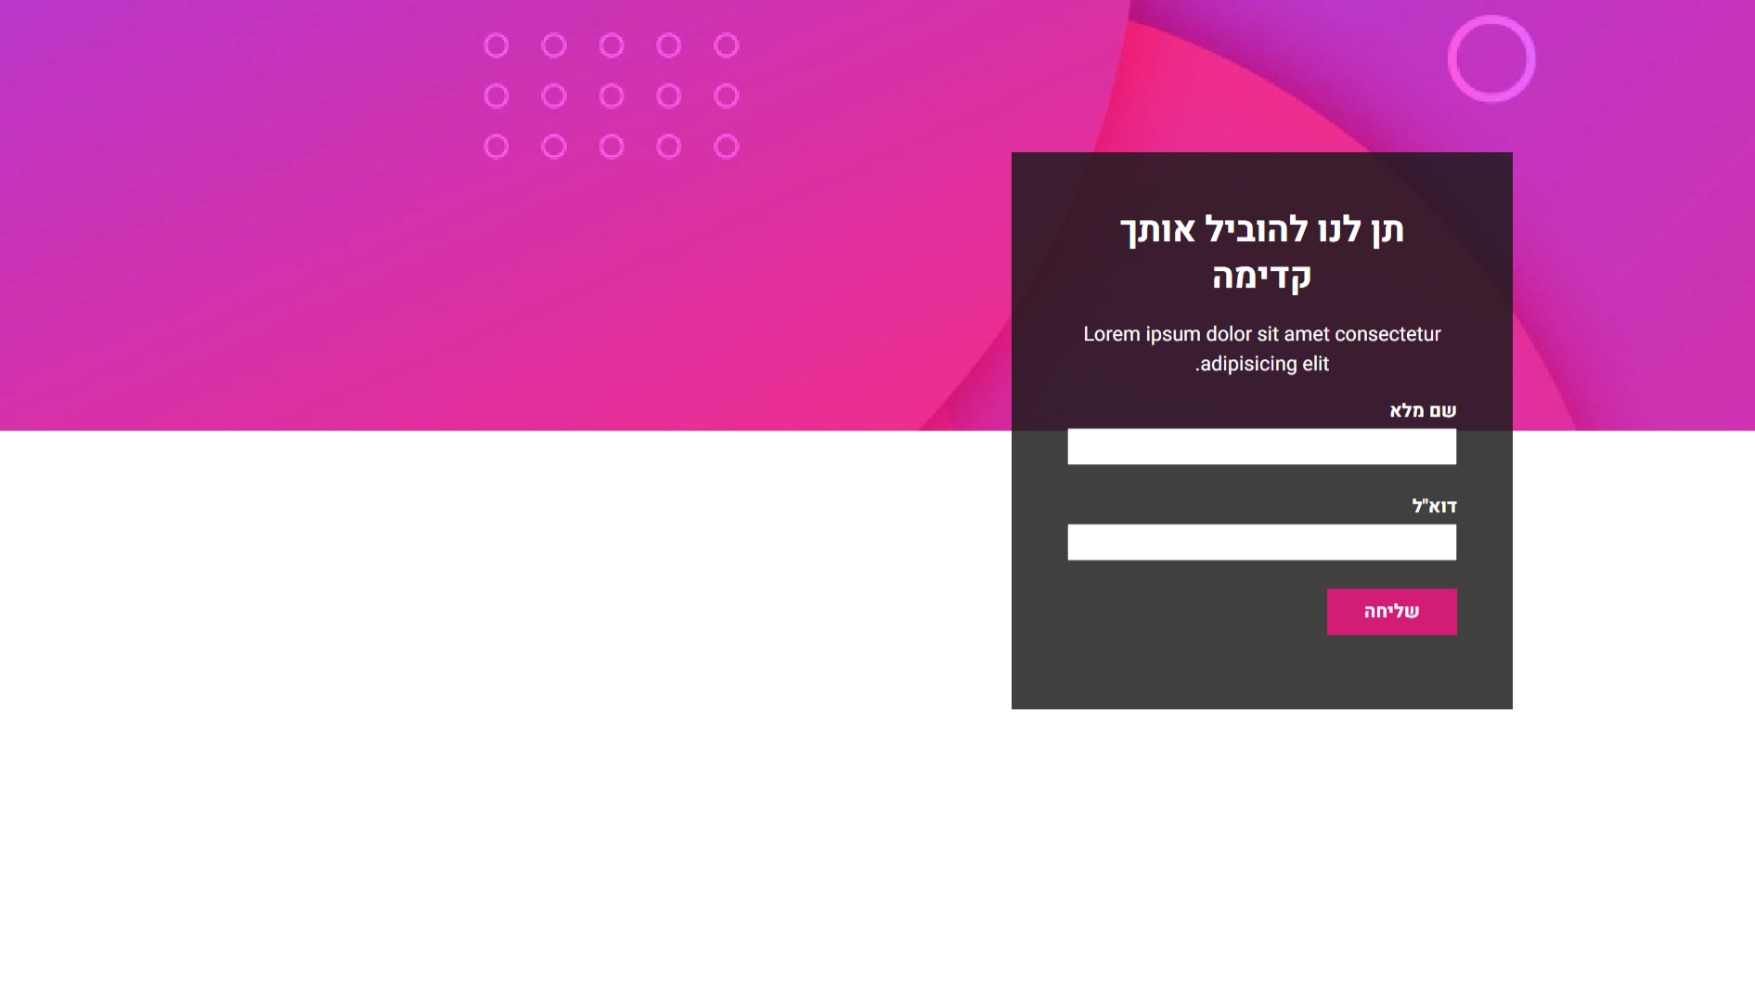 תן לנו להוביל אותך
קדימה
Lorem ipsum dolor sit amet consectetur
.adipisicing elit
שם מלא
דוא"ל
שליחה